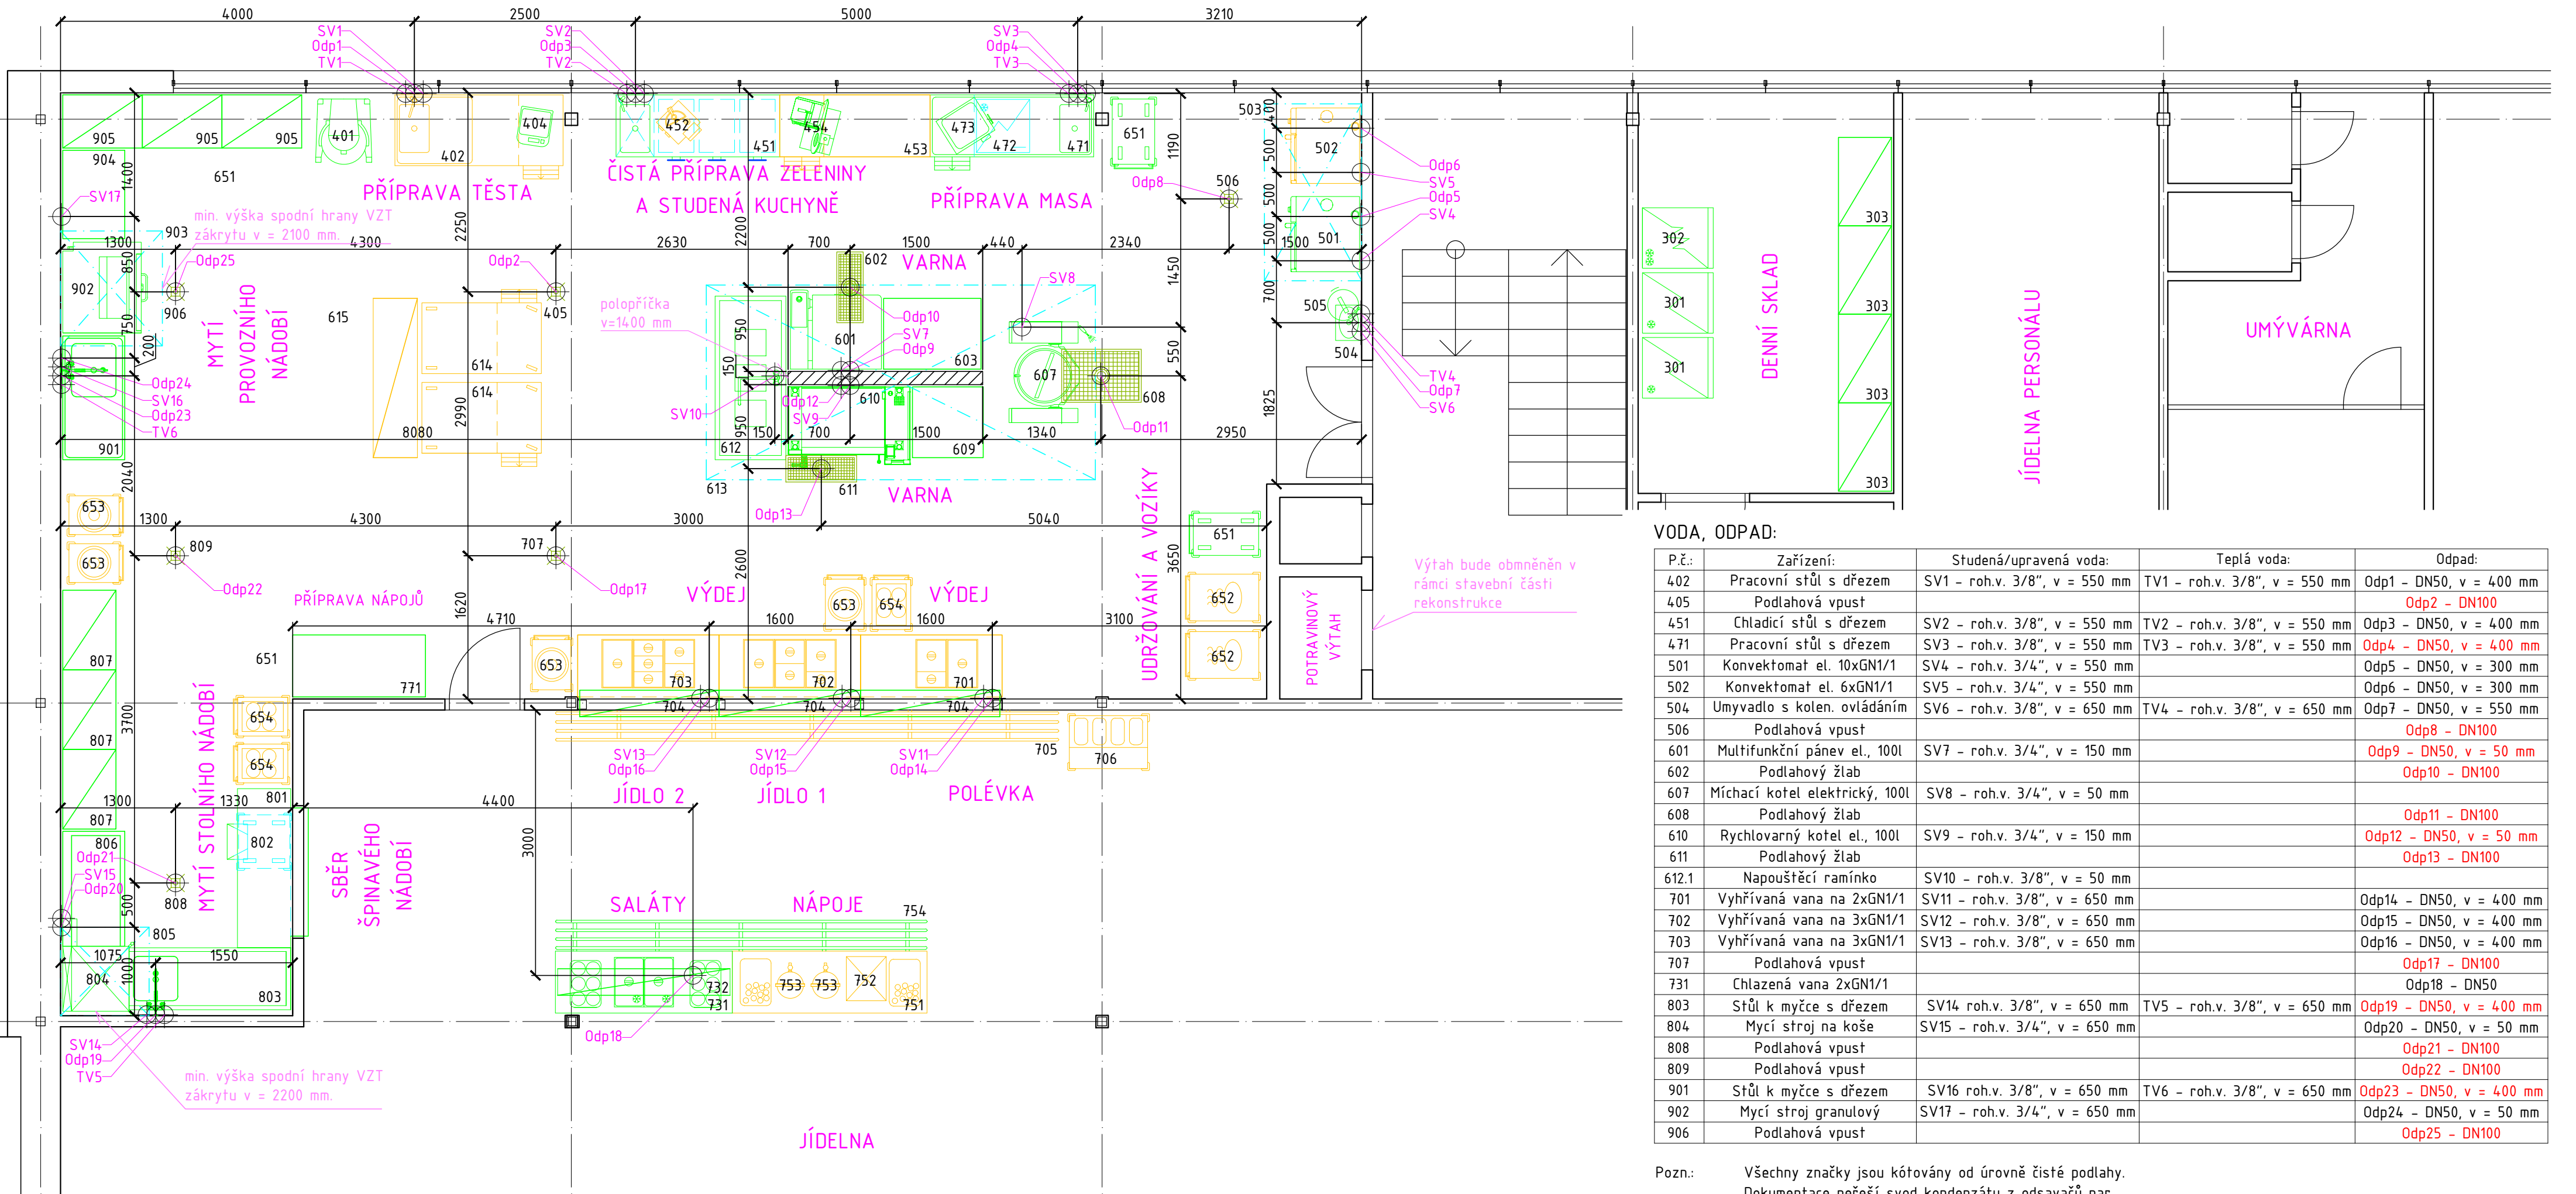 4000 2500 5000 3210
SV1
Odp1
TV1
SV2
Odp3
TV2
SV3
Odp4
TV3
905 905 905 401 402 404
452 451 454 453 473 472 471 651
904
651
1400
SV17
PŘÍPRAVA TĚSTA
ČISTÁ PŘÍPRAVA ZELENINY
A STUDENÁ KUCHYNĚ
PŘÍPRAVA MASA
1190
Odp8
506
503
400
500
500
500
700
502
501
505
504
Odp6
SV5
Odp5
SV4
TV4
Odp7
SV6
1825
min. výška spodní hrany VZT
zákrytu v = 2100 mm.
903
1300 4300 2630 700 1500 440 2340 1500
2250
2200
850
Odp25
Odp2
902
906
405
750
200
615
MYTÍ
PROVOZNÍHO
NÁDOBÍ
Odp24
SV16
Odp23
TV6
614
614
2990
901
2040
8080 150 700 1500 1340 2950
602
VARNA
polopříčka
v=1400 mm
950
150
950
Odp10
SV7
Odp9
601
603
SV8
1450
550
607
608
Odp11
SV10
Odp12
SV9
610
609
612
613
611
VARNA
Odp13
653
653
1300 4300 3000 5040
809
707
Odp22
Odp17
PŘÍPRAVA NÁPOJŮ
1620
2600
3650
VÝDEJ
VÝDEJ
653 654
UDRŽOVÁNÍ A VOZÍKY
651
652
652
POTRAVINOVÝ
VÝTAH
Výtah bude obměněn v
rámci stavební části
rekonstrukce
4710 1600 1600 3100
651
771
653
703 702 701
704 704 704
807
807
807
3700
654
654
MYTÍ STOLNÍHO NÁDOBÍ
SV13
Odp16
SV12
Odp15
SV11
Odp14
705
706
JÍDLO 2
JÍDLO 1
POLÉVKA
1300 1330 4400
801
802
806
Odp21
SV15
Odp20
808
500
805
SBĚR
ŠPINAVÉHO
NÁDOBÍ
3000
SALÁTY
NÁPOJE
754
1075 1550
1000
804
803
732
731
753 753 752
751
Odp18
SV14
Odp19
TV5
min. výška spodní hrany VZT
zákrytu v = 2200 mm.
JÍDELNA
302
301
301
DENNÍ SKLAD
303
303
303
303
JÍDELNA PERSONÁLU
UMÝVÁRNA
VODA, ODPAD:
P.č.: Zařízení: Studená/upravená voda: Teplá voda: Odpad:
402 Pracovní stůl s dřezem SV1 - roh.v. 3/8", v = 550 mm TV1 - roh.v. 3/8", v = 550 mm Odp1 - DN50, v = 400 mm
405 Podlahová vpust Odp2 - DN100
451 Chladicí stůl s dřezem SV2 - roh.v. 3/8", v = 550 mm TV2 - roh.v. 3/8", v = 550 mm Odp3 - DN50, v = 400 mm
471 Pracovní stůl s dřezem SV3 - roh.v. 3/8", v = 550 mm TV3 - roh.v. 3/8", v = 550 mm Odp4 - DN50, v = 400 mm
501 Konvektomat el. 10xGN1/1 SV4 - roh.v. 3/4", v = 550 mm Odp5 - DN50, v = 300 mm
502 Konvektomat el. 6xGN1/1 SV5 - roh.v. 3/4", v = 550 mm Odp6 - DN50, v = 300 mm
504 Umyvadlo s kolen. ovládáním SV6 - roh.v. 3/8", v = 650 mm TV4 - roh.v. 3/8", v = 650 mm Odp7 - DN50, v = 550 mm
506 Podlahová vpust Odp8 - DN100
601 Multifunkční pánev el., 100l SV7 - roh.v. 3/4", v = 150 mm Odp9 - DN50, v = 50 mm
602 Podlahový žlab Odp10 - DN100
607 Míchací kotel elektrický, 100l SV8 - roh.v. 3/4", v = 50 mm
608 Podlahový žlab Odp11 - DN100
610 Rychlovarný kotel el., 100l SV9 - roh.v. 3/4", v = 150 mm Odp12 - DN50, v = 50 mm
611 Podlahový žlab Odp13 - DN100
612.1 Napouštěcí ramínko SV10 - roh.v. 3/8", v = 50 mm
701 Vyhřívaná vana na 2xGN1/1 SV11 - roh.v. 3/8", v = 650 mm Odp14 - DN50, v = 400 mm
702 Vyhřívaná vana na 3xGN1/1 SV12 - roh.v. 3/8", v = 650 mm Odp15 - DN50, v = 400 mm
703 Vyhřívaná vana na 3xGN1/1 SV13 - roh.v. 3/8", v = 650 mm Odp16 - DN50, v = 400 mm
707 Podlahová vpust Odp17 - DN100
731 Chlazená vana 2xGN1/1 Odp18 - DN50
803 Stůl k myčce s dřezem SV14 roh.v. 3/8", v = 650 mm TV5 - roh.v. 3/8", v = 650 mm Odp19 - DN50, v = 400 mm
804 Mycí stroj na koše SV15 - roh.v. 3/4", v = 650 mm Odp20 - DN50, v = 50 mm
808 Podlahová vpust Odp21 - DN100
809 Podlahová vpust Odp22 - DN100
901 Stůl k myčce s dřezem SV16 roh.v. 3/8", v = 650 mm TV6 - roh.v. 3/8", v = 650 mm Odp23 - DN50, v = 400 mm
902 Mycí stroj granulový SV17 - roh.v. 3/4", v = 650 mm Odp24 - DN50, v = 50 mm
906 Podlahová vpust Odp25 - DN100
Pozn.: Všechny značky jsou kótovány od úrovně čisté podlahy.
Dokumentace neřeší svod kondenzátu z odsavačů par.